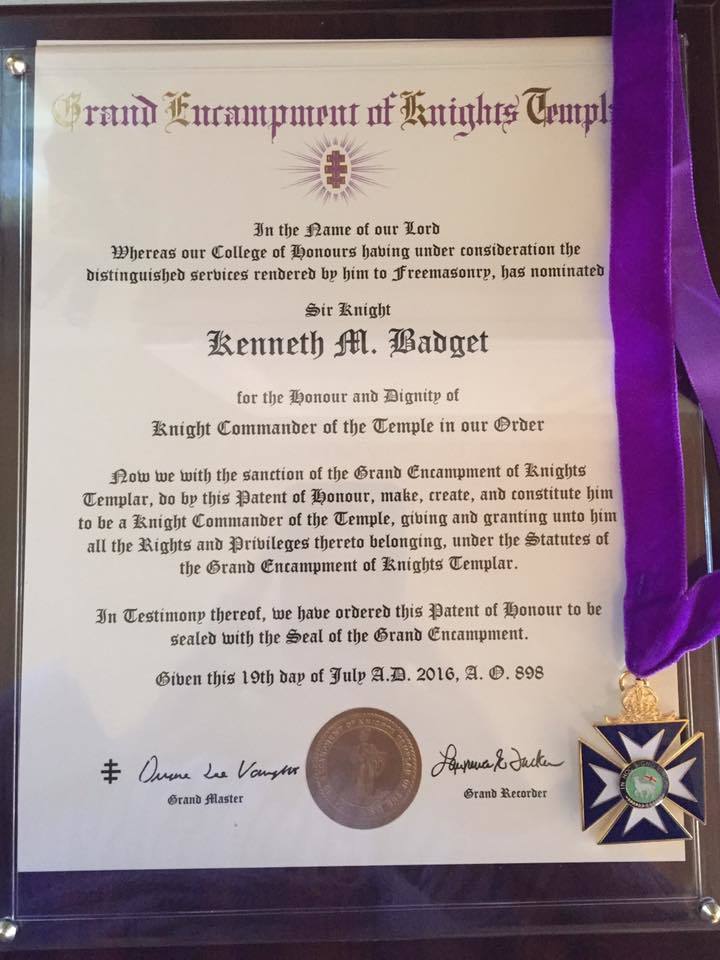 Grand Encampment of Knights Templ
In the Name of our Lord
Whereas our College of Honours having under consideration the
distinguished services rendered by him to Freemasonry, has nominated
Sir Knight
Kenneth M. Badget
for the Honour and Dignity of
Knight Commander of the Temple in our Order
Now we with the sanction of the Grand Encampment of Knights
Templar, do by this Patent of Honour, make, create, and constitute him
to be a Knight Commander of the Temple, giving and granting unto him
all the Rights and Privileges thereto belonging, under the Statutes of
the Grand Encampment of Knights Templar.
In Testimony thereof, we have ordered this Patent of Honour to be
sealed with the Seal of the Grand Encampment.
Given this 19th day of July A.D. 2016, A. O. 898
Duane Lee Vaught
Grand Master
Lawrence E. Tucker
Grand Recorder